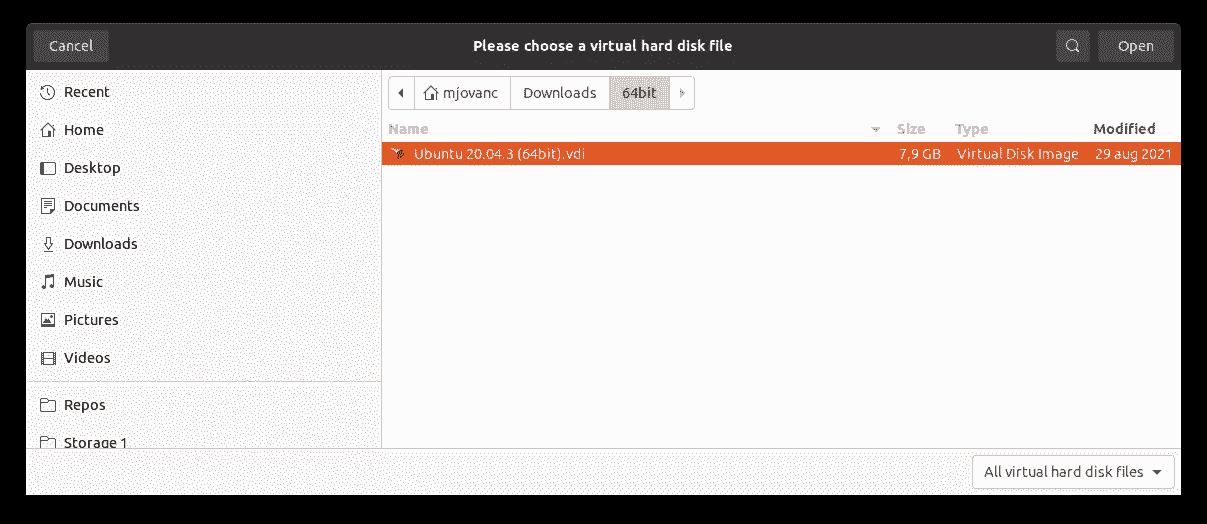 Cancel Please choose a virtual hard disk file Open
Recent
Home
Desktop
Documents
Downloads
Music
Pictures
Videos
Repos
Storage 1
mjovanc Downloads 64bit
Name Size Type Modified
Ubuntu 20.04.3 (64bit).vdi 7,9 GB Virtual Disk Image 29 aug 2021
All virtual hard disk files